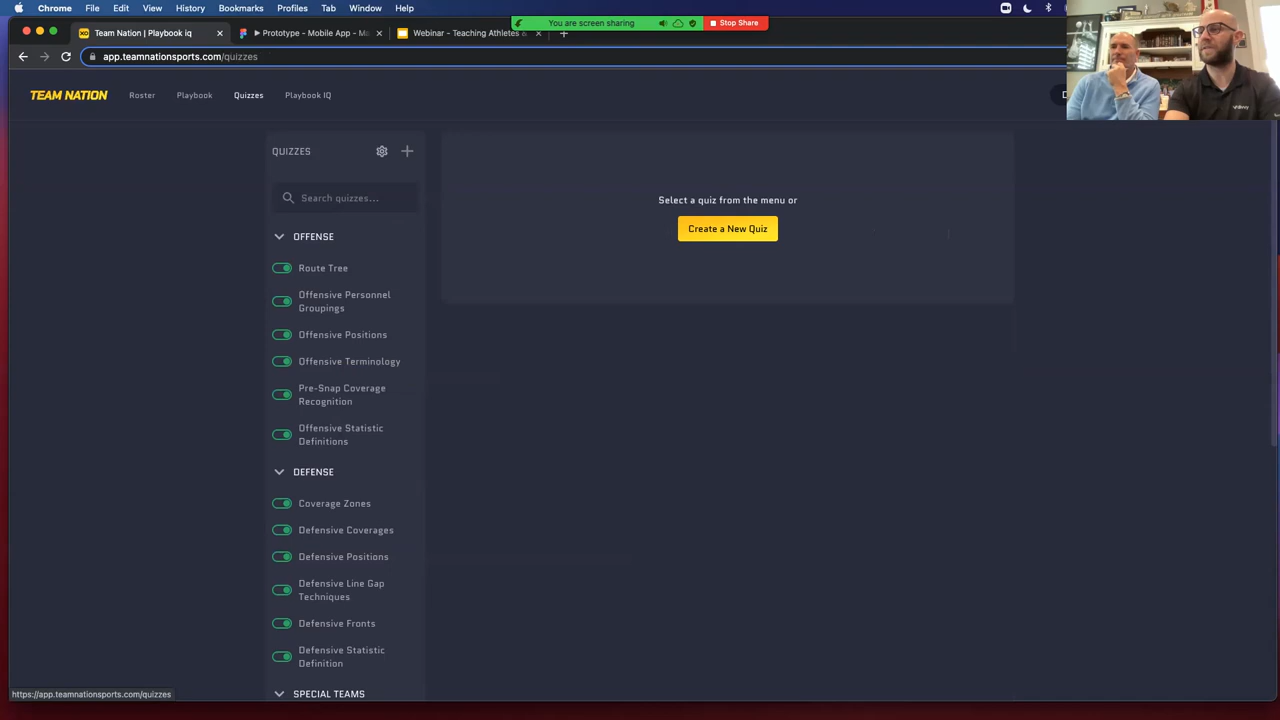 Chrome File Edit View History Bookmarks Profiles Tab Window Help
You are screen sharing Stop Share
Team Nation | Playbook iq
Prototype - Mobile App - M
Webinar - Teaching Athletes &
app.teamnationsports.com/quizzes
TEAM NATION Roster Playbook Quizzes Playbook IQ
QUIZZES
Search quizzes...
Select a quiz from the menu or
Create a New Quiz
OFFENSE
Route Tree
Offensive Personnel
Groupings
Offensive Positions
Offensive Terminology
Pre-Snap Coverage
Recognition
Offensive Statistic
Definitions
DEFENSE
Coverage Zones
Defensive Coverages
Defensive Positions
Defensive Line Gap
Techniques
Defensive Fronts
Defensive Statistic
Definition
SPECIAL TEAMS
https://app.teamnationsports.com/quizzes